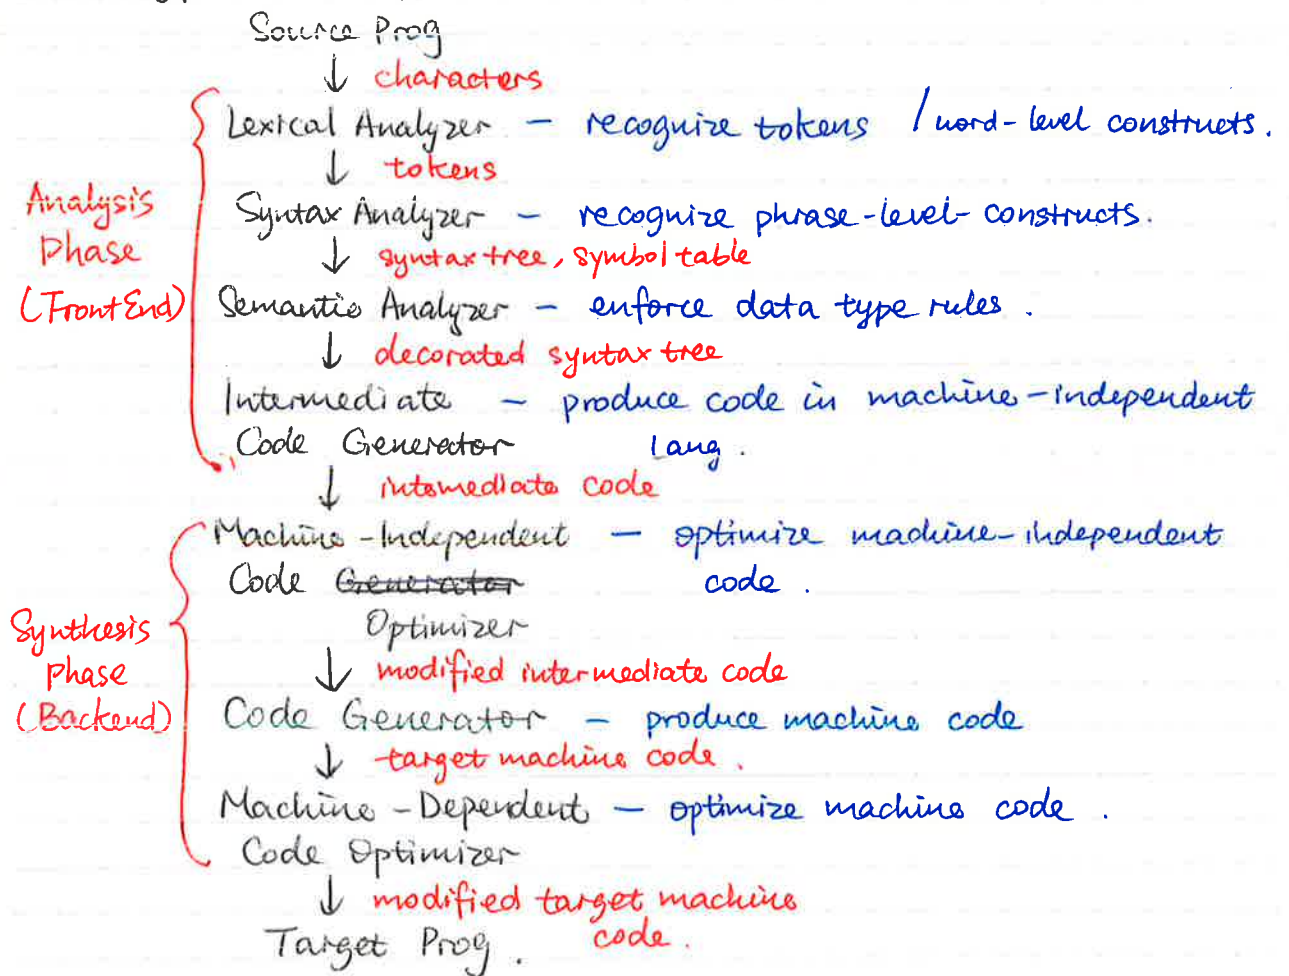 Source Prog
↓ characters
Lexical Analyzer – recognize tokens / word-level constructs.
↓ tokens
Analysis
Syntax Analyzer – recognize phrase-level-constructs.
Phase
↓ syntax tree, symbol table
(Front End)
Semantic Analyzer – enforce data type rules.
↓ decorated syntax tree
Intermediate – produce code in machine-independent
Code Generator lang.
↓ intemediate code
Machine-Independent – optimize machine-independent
Code Generator code.
Optimizer
Synthesis
Phase
↓ modified intermediate code
(Backend)
Code Generator – produce machine code
↓ target machine code.
Machine-Dependent – optimize machine code.
Code Optimizer
↓ modified target machine
code.
Target Prog.